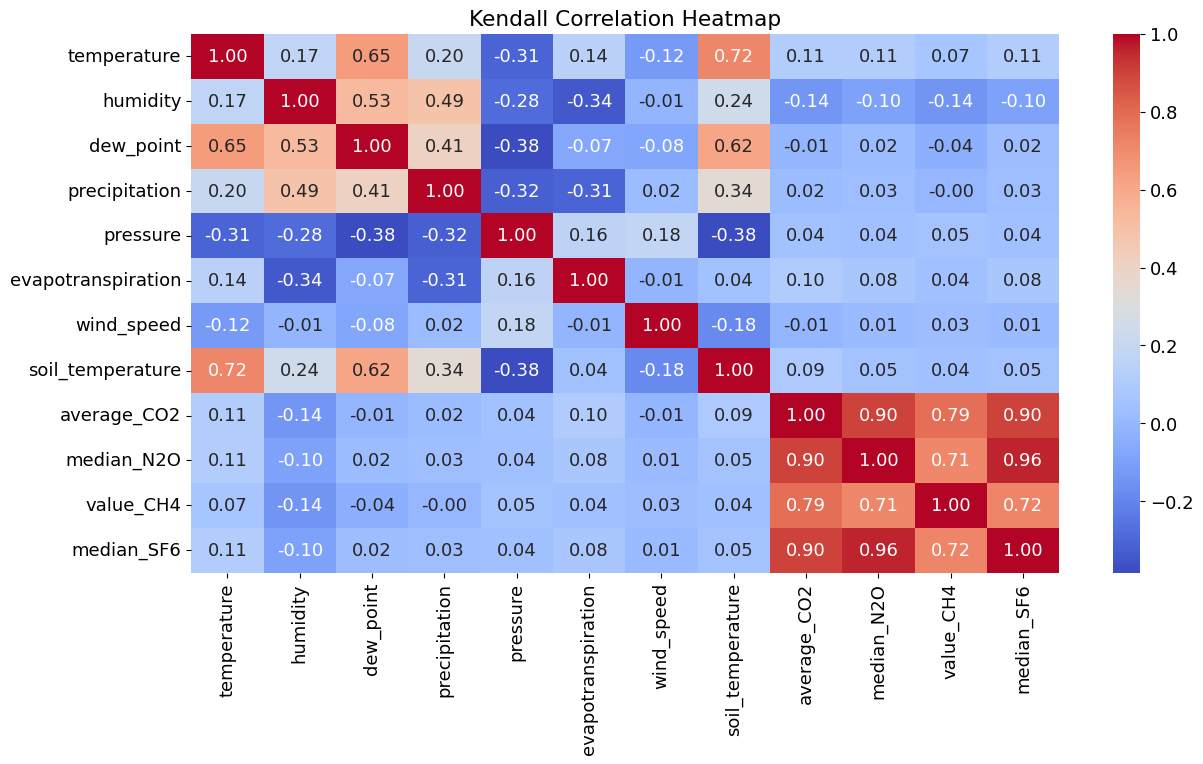 Kendall Correlation Heatmap
temperature 1.00 0.17 0.65 0.20 -0.31 0.14 -0.12 0.72 0.11 0.11 0.07 0.11
humidity 0.17 1.00 0.53 0.49 -0.28 -0.34 -0.01 0.24 -0.14 -0.10 -0.14 -0.10
dew_point 0.65 0.53 1.00 0.41 -0.38 -0.07 -0.08 0.62 -0.01 0.02 -0.04 0.02
precipitation 0.20 0.49 0.41 1.00 -0.32 -0.31 0.02 0.34 0.02 0.03 -0.00 0.03
pressure -0.31 -0.28 -0.38 -0.32 1.00 0.16 0.18 -0.38 0.04 0.04 0.05 0.04
evapotranspiration 0.14 -0.34 -0.07 -0.31 0.16 1.00 -0.01 0.04 0.10 0.08 0.04 0.08
wind_speed -0.12 -0.01 -0.08 0.02 0.18 -0.01 1.00 -0.18 -0.01 0.01 0.03 0.01
soil_temperature 0.72 0.24 0.62 0.34 -0.38 0.04 -0.18 1.00 0.09 0.05 0.04 0.05
average_CO2 0.11 -0.14 -0.01 0.02 0.04 0.10 -0.01 0.09 1.00 0.90 0.79 0.90
median_N2O 0.11 -0.10 0.02 0.03 0.04 0.08 0.01 0.05 0.90 1.00 0.71 0.96
value_CH4 0.07 -0.14 -0.04 -0.00 0.05 0.04 0.03 0.04 0.79 0.71 1.00 0.72
median_SF6 0.11 -0.10 0.02 0.03 0.04 0.08 0.01 0.05 0.90 0.96 0.72 1.00
temperature
humidity
dew_point
precipitation
pressure
evapotranspiration
wind_speed
soil_temperature
average_CO2
median_N2O
value_CH4
median_SF6
1.0
0.8
0.6
0.4
0.2
0.0
−0.2